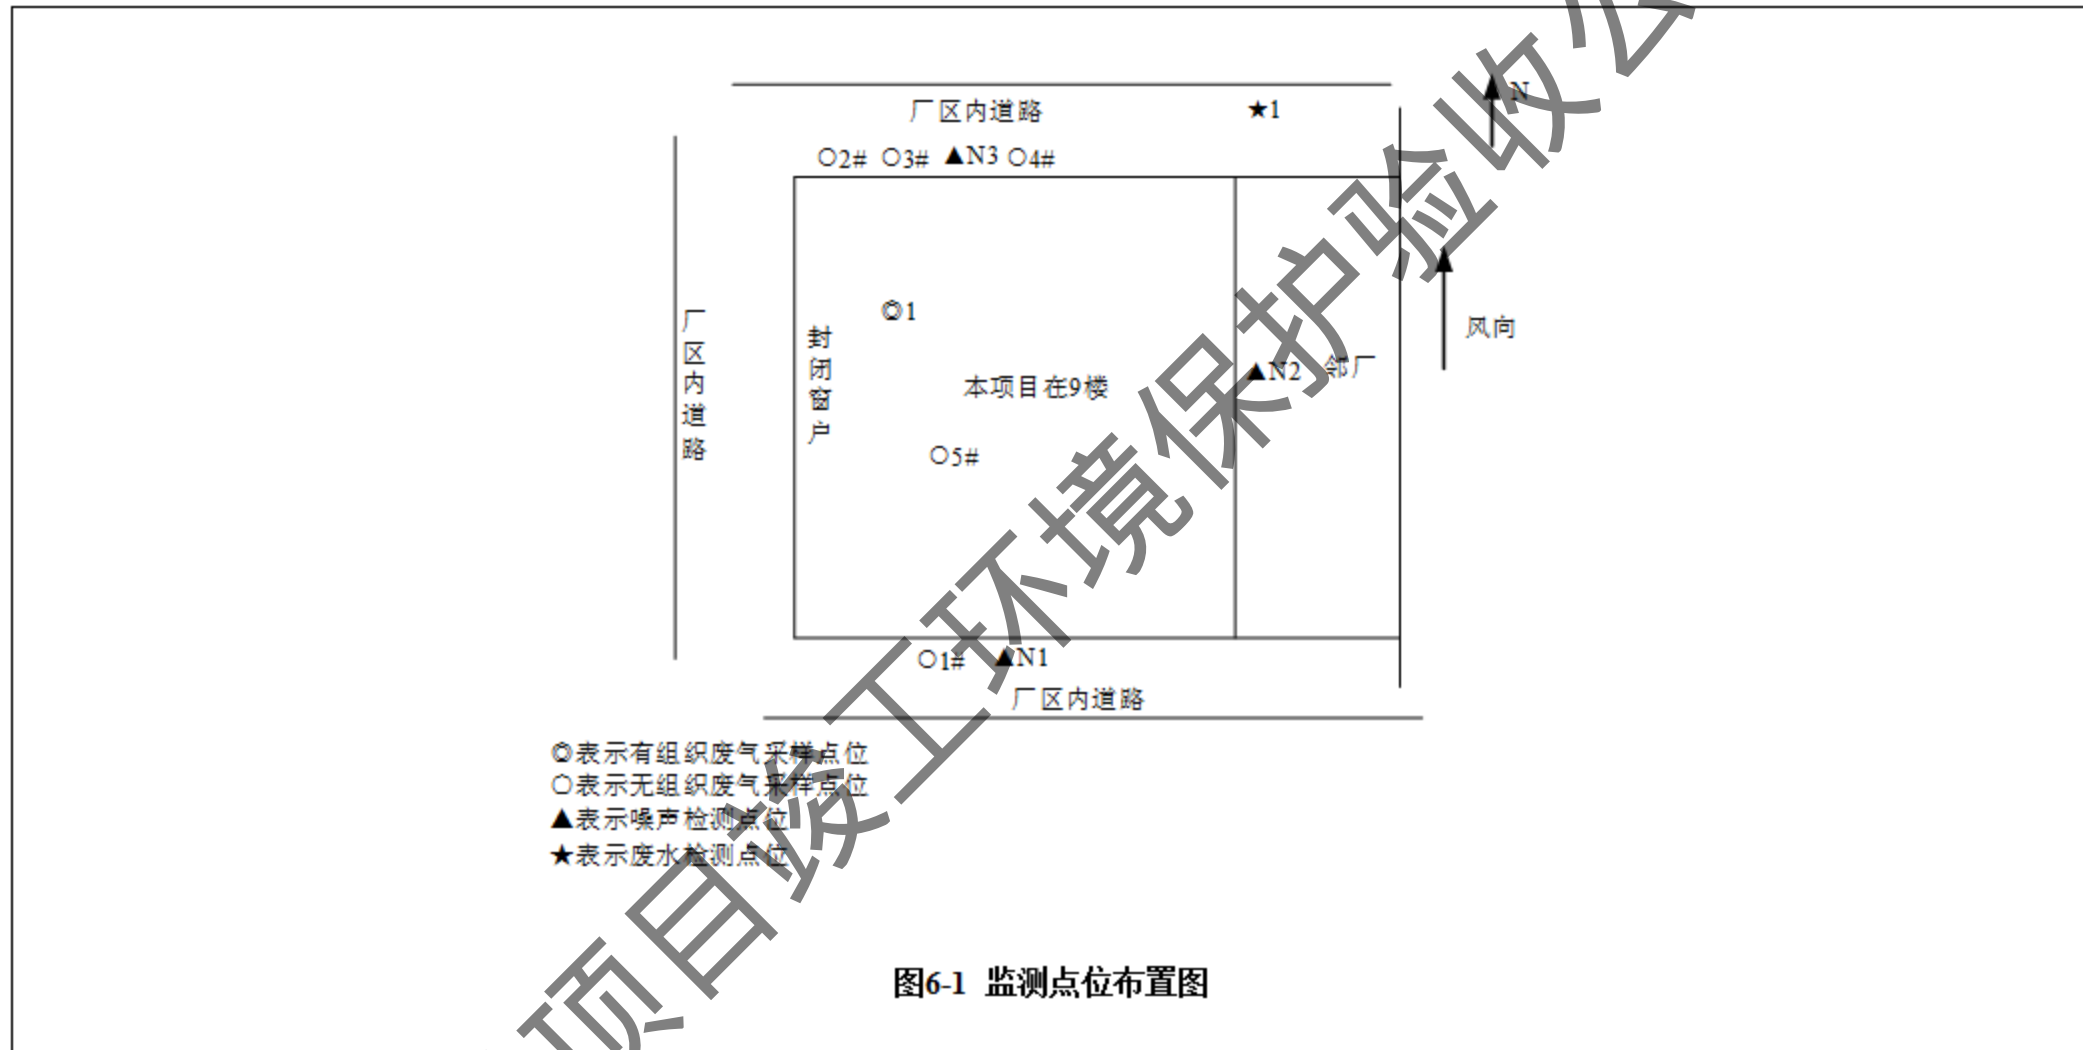 厂区内道路 ★1
N
○2# ○3# ▲N3 ○4#
◎1
风向
厂区内道路
封闭窗户
本项目在9楼
▲N2 邻厂
○5#
○1# ▲N1
厂区内道路
◎表示有组织废气采样点位
○表示无组织废气采样点位
▲表示噪声检测点位
★表示废水检测点位
图6-1 监测点位布置图
项目竣工环境保护验收公